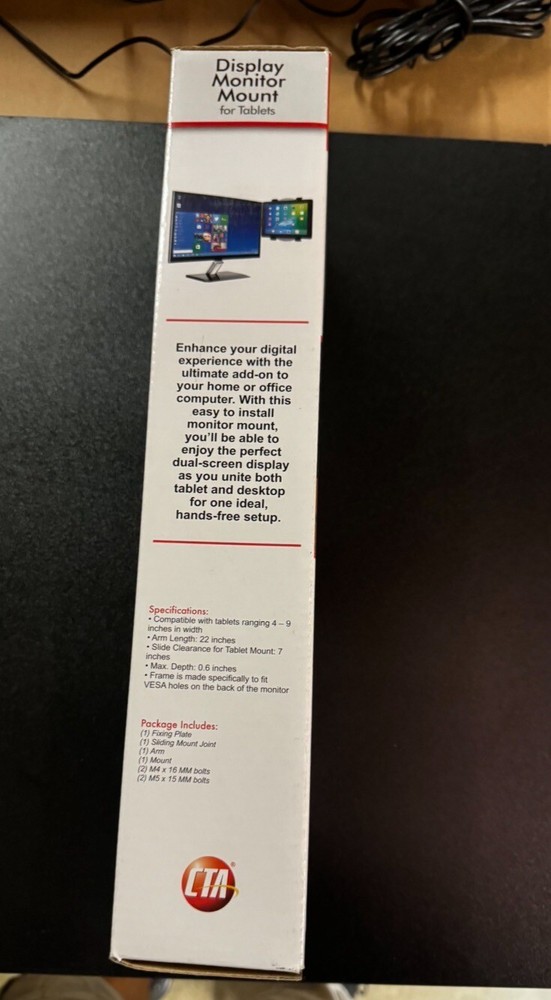 Display
Monitor
Mount
for Tablets
Enhance your digital
experience with the
ultimate add-on to
your home or office
computer. With this
easy to install
monitor mount,
you'll be able to
enjoy the perfect
dual-screen display
as you unite both
tablet and desktop
for one ideal,
hands-free setup.
Specifications:
• Compatible with tablets ranging 4 – 9
inches in width
• Arm Length: 22 inches
• Slide Clearance for Tablet Mount: 7
inches
• Max. Depth: 0.6 inches
• Frame is made specifically to fit
VESA holes on the back of the monitor
Package Includes:
(1) Fixing Plate
(1) Sliding Mount Joint
(1) Arm
(1) Mount
(2) M4 x 16 MM bolts
(2) M5 x 15 MM bolts
CTA®